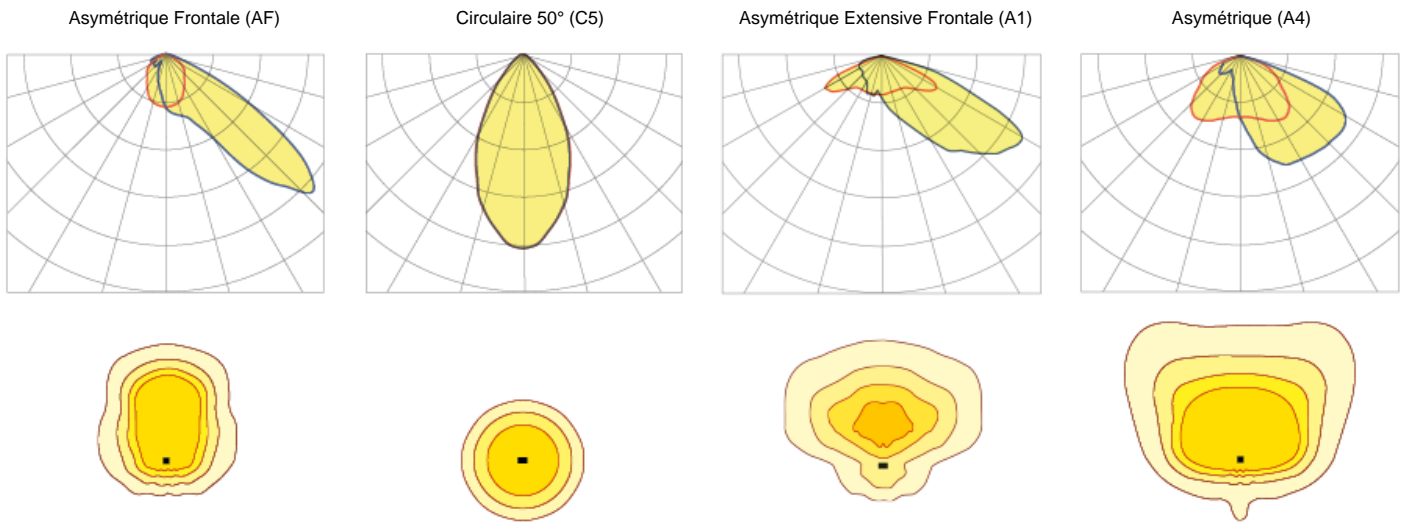 Asymétrique Frontale (AF)
Circulaire 50° (C5)
Asymétrique Extensive Frontale (A1)
Asymétrique (A4)